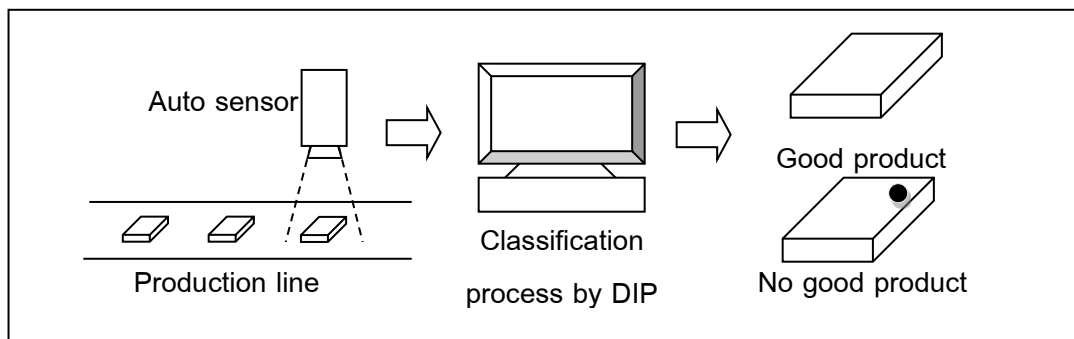 Auto sensor
Production line
Classification
process by DIP
Good product
No good product